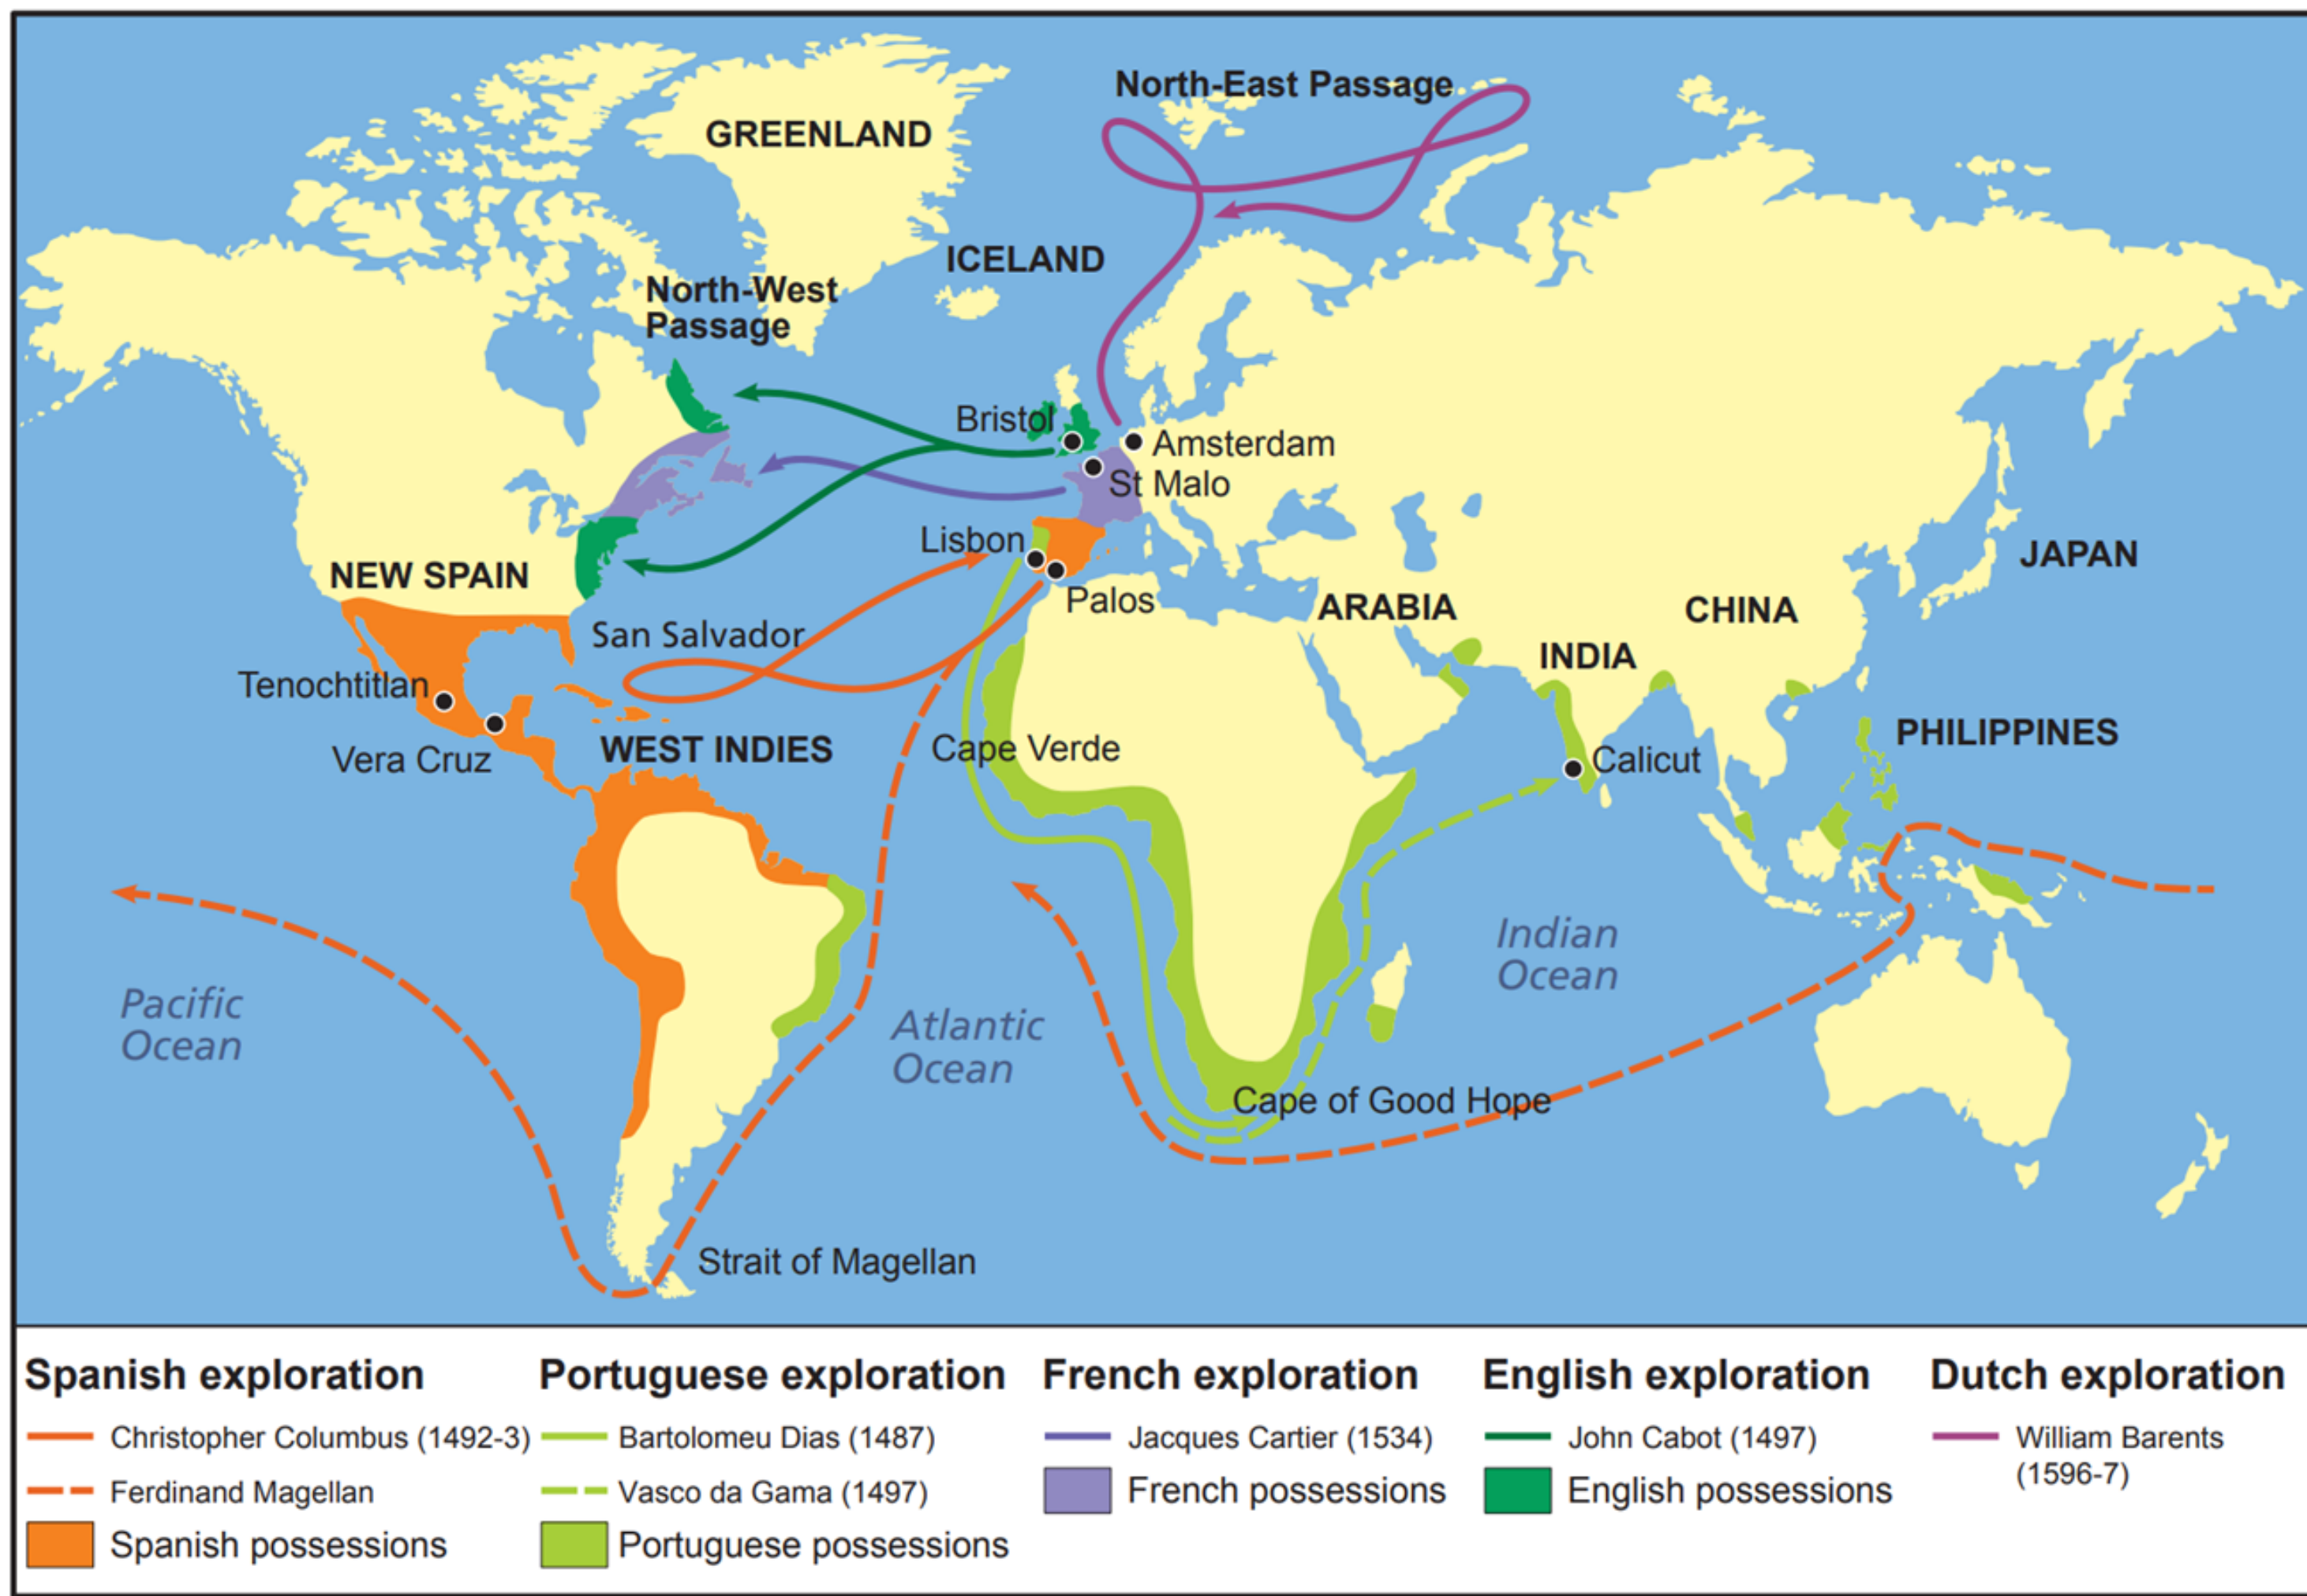 North-East Passage
GREENLAND
ICELAND
North-West
Passage
Bristol
Amsterdam
St Malo
Lisbon
JAPAN
NEW SPAIN
Palos
ARABIA
CHINA
San Salvador
INDIA
Tenochtitlan
PHILIPPINES
WEST INDIES
Cape Verde
Vera Cruz
Calicut
Indian
Ocean
Pacific
Ocean
Atlantic
Ocean
Cape of Good Hope
Strait of Magellan
Spanish exploration
Christopher Columbus (1492-3)
Ferdinand Magellan
Spanish possessions
Portuguese exploration
Bartolomeu Dias (1487)
Vasco da Gama (1497)
Portuguese possessions
French exploration
Jacques Cartier (1534)
French possessions
English exploration
John Cabot (1497)
English possessions
Dutch exploration
William Barents
(1596-7)